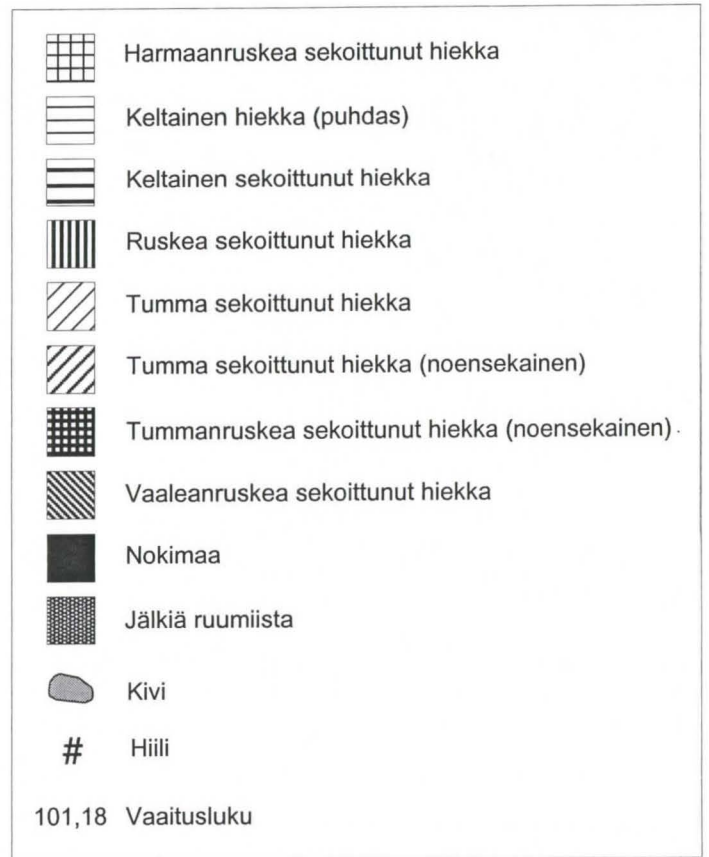 Harmaanruskea sekoittunut hiekka
Keltainen hiekka (puhdas)
Keltainen sekoittunut hiekka
Ruskea sekoittunut hiekka
Tumma sekoittunut hiekka
Tumma sekoittunut hiekka (noensekainen)
Tummanruskea sekoittunut hiekka (noensekainen)
Vaaleanruskea sekoittunut hiekka
Nokimaa
Jälkiä ruumiista
Kivi
# Hiili
101,18 Vaaitusluku